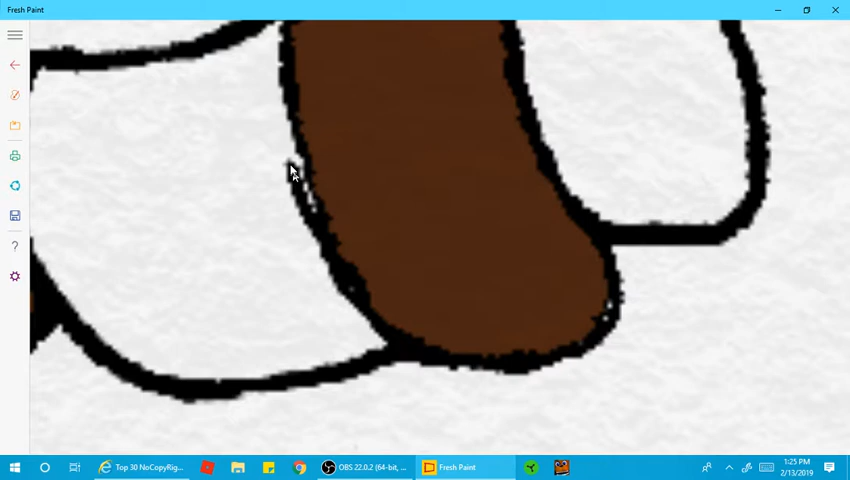 Fresh Paint
Top 30 NoCopyRig...
OBS 22.0.2 (64-bit, ...
Fresh Paint
1:25 PM
2/13/2019